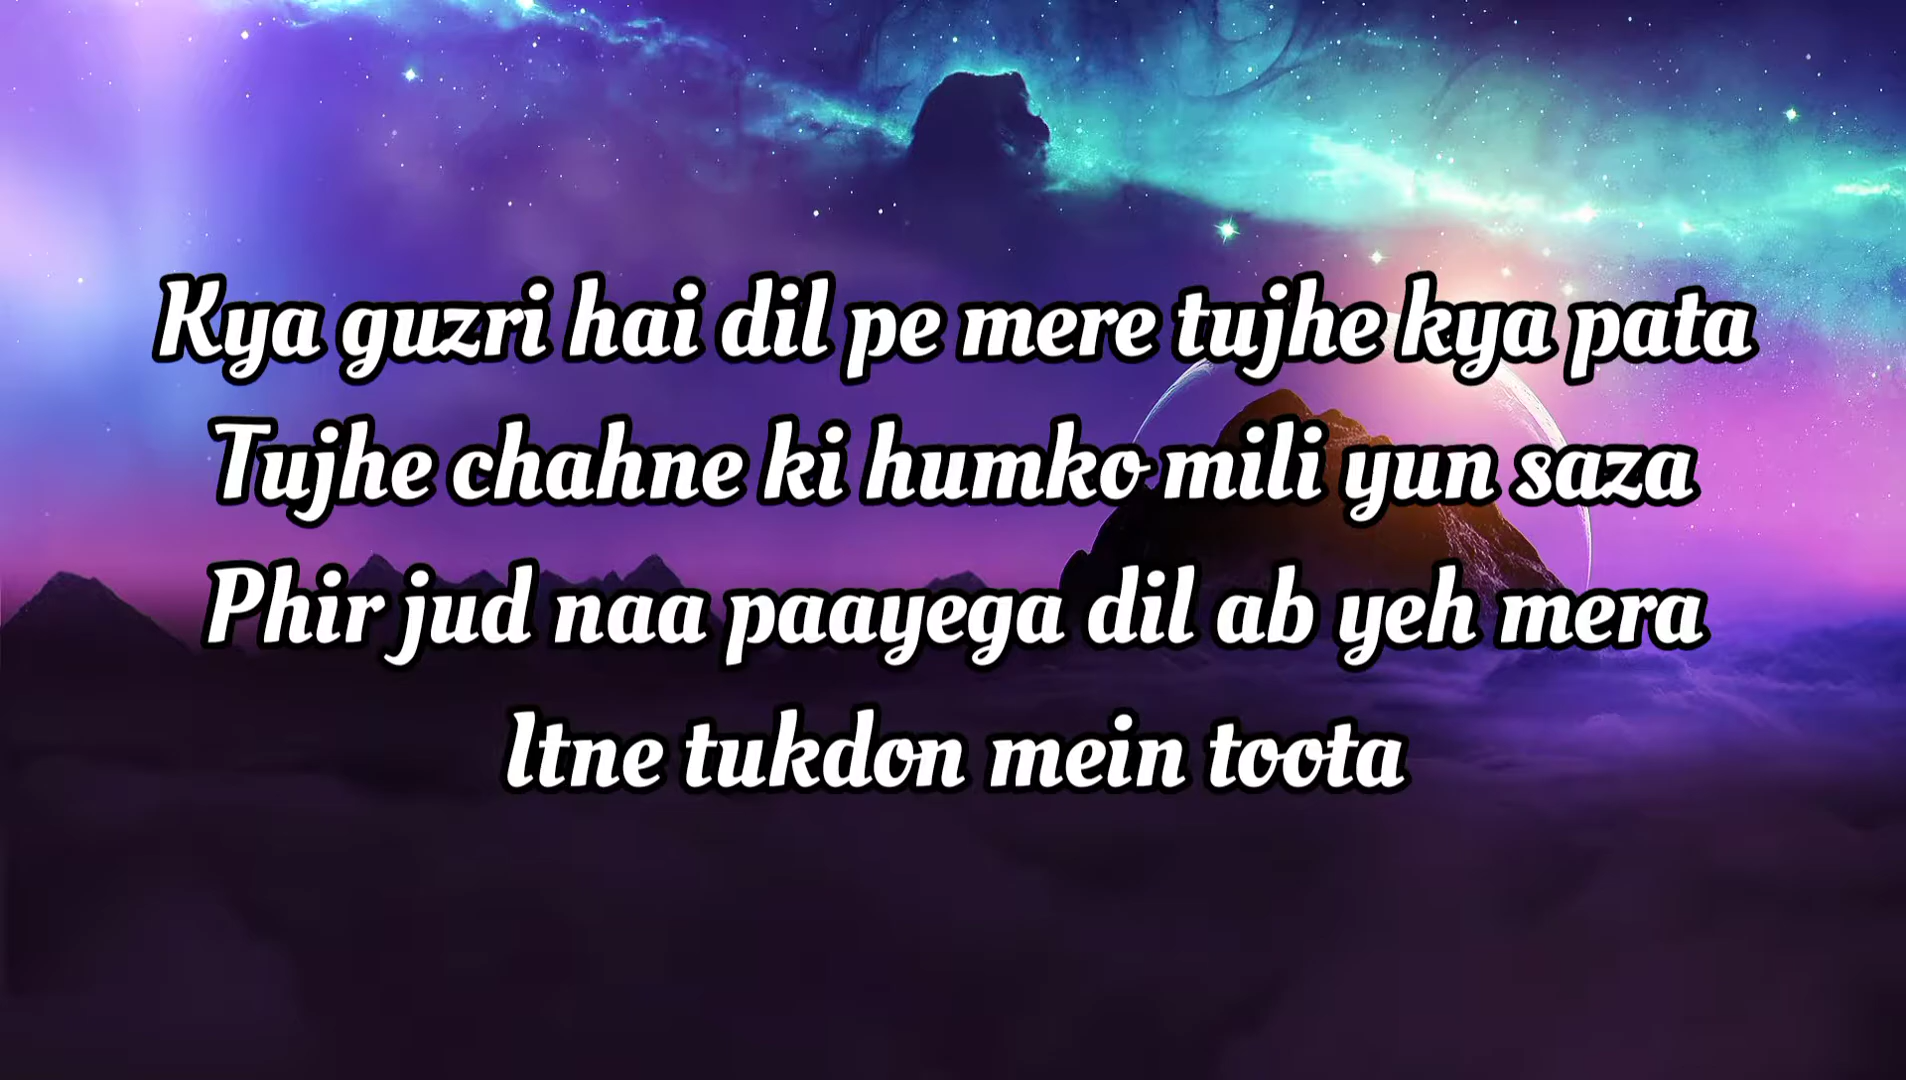 Kya guzri hai dil pe mere tujhe kya pata
Tujhe chahne ki humko mili yun saza
Phir jud naa paayega dil ab yeh mera
Itne tukdon mein toota